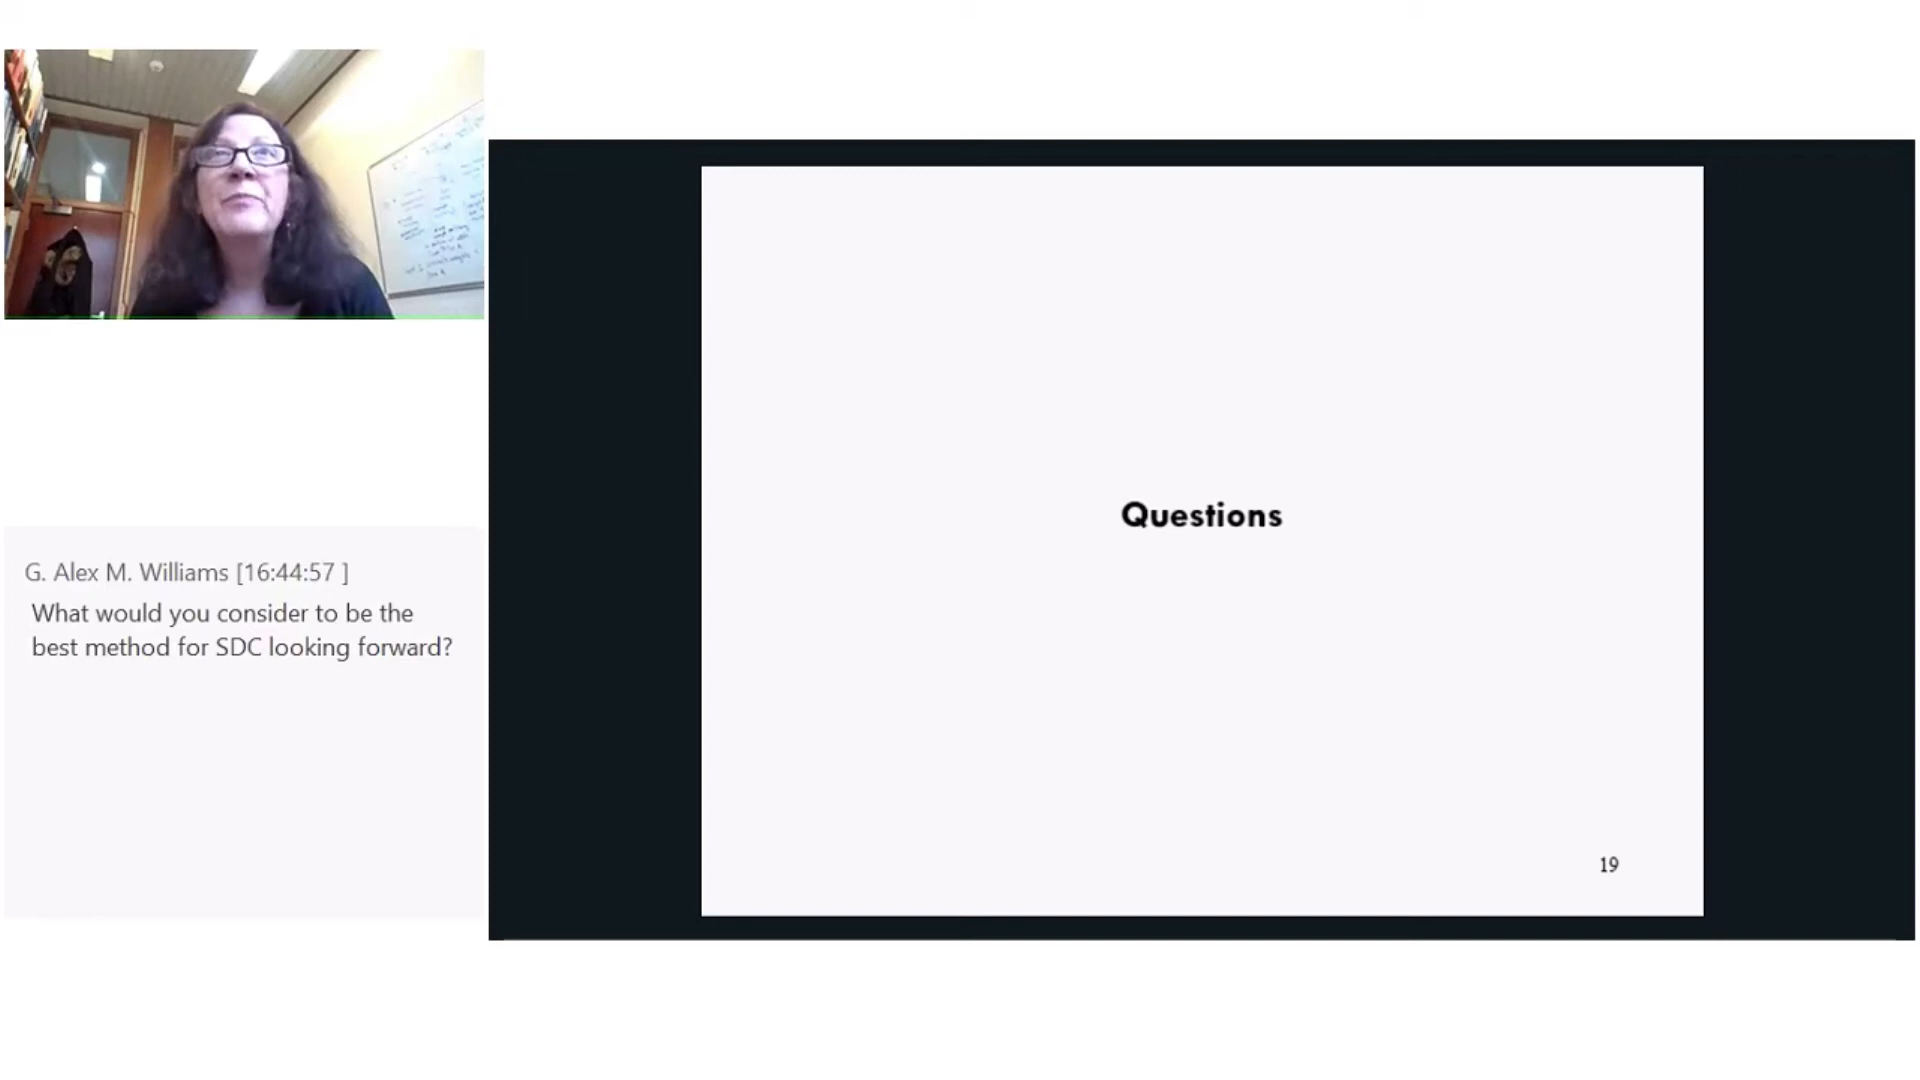 G. Alex M. Williams [16:44:57 ]
What would you consider to be the
best method for SDC looking forward?
Questions
19